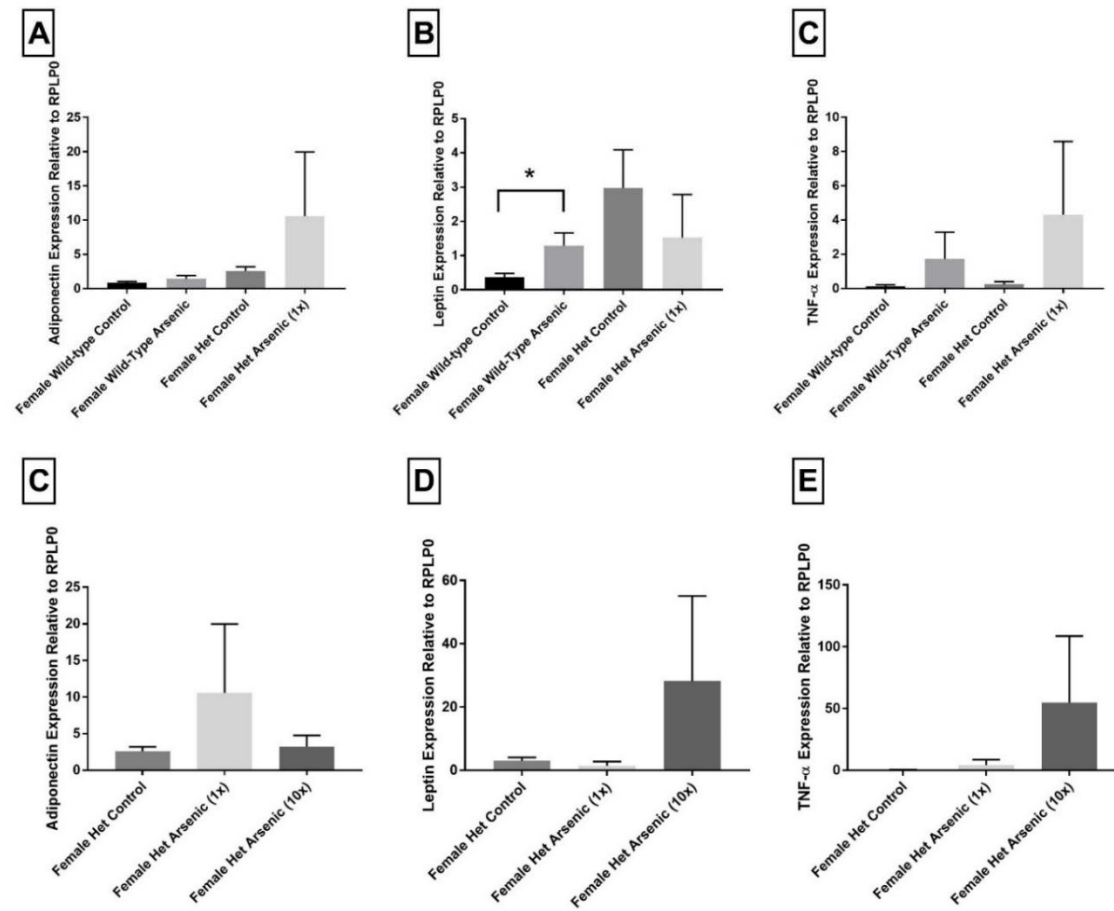 A
B
C
Adiponectin Expression Relative to RPLP0
25
20
15
10
5
0
Female Wild-type Control
Female Wild-Type Arsenic
Female Het Control
Female Het Arsenic (1x)
Leptin Expression Relative to RPLP0
5
4
3
2
1
0
*
Female Wild-type Control
Female Wild-Type Arsenic
Female Het Control
Female Het Arsenic (1x)
TNF-α Expression Relative to RPLP0
10
8
6
4
2
0
Female Wild-type Control
Female Wild-Type Arsenic
Female Het Control
Female Het Arsenic (1x)
C
D
E
Adiponectin Expression Relative to RPLP0
25
20
15
10
5
0
Female Het Control
Female Het Arsenic (1x)
Female Het Arsenic (10x)
Leptin Expression Relative to RPLP0
60
40
20
0
Female Het Control
Female Het Arsenic (1x)
Female Het Arsenic (10x)
TNF-α Expression Relative to RPLP0
150
100
50
0
Female Het Control
Female Het Arsenic (1x)
Female Het Arsenic (10x)